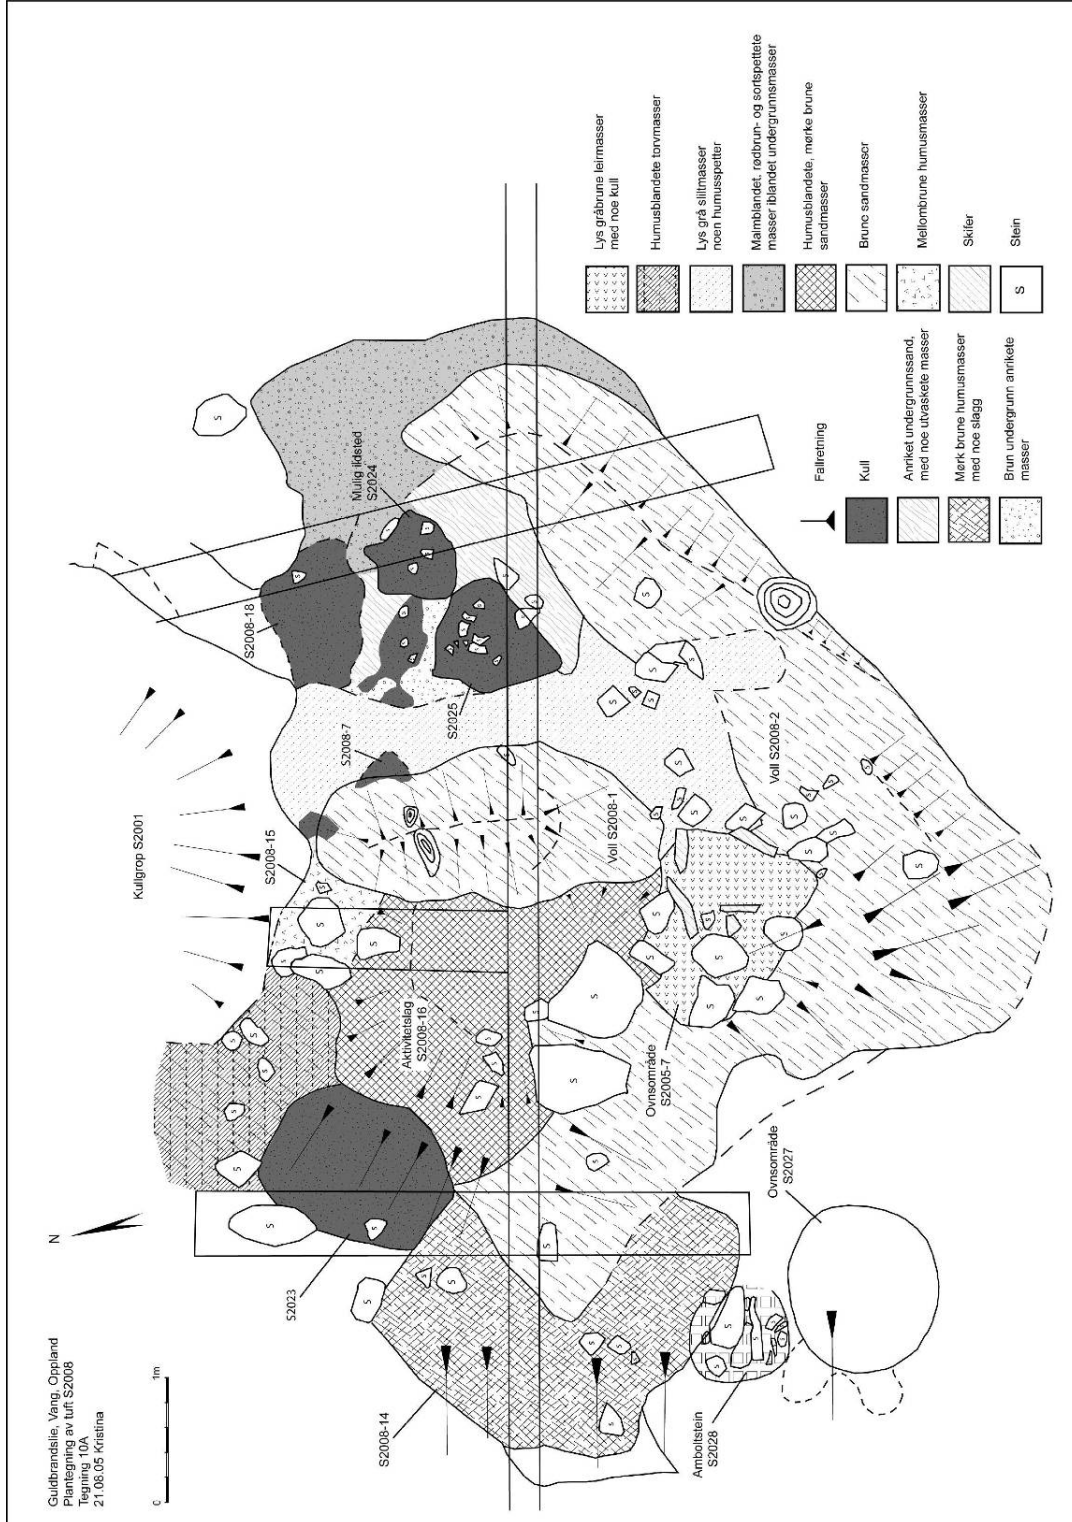 Guldbrandslie, Vang, Oppland
Plantegning av tuft S2008
Tegning 10A
21.08.05 Kristina
0
1m
N
Kullgrop S2001
S2008-15
S2008-7
S2008-18
Mulig ildsted
S2024
S2025
S2023
S2008-14
Aktivitetslag
S2008-16
Voll S2008-1
Voll S2008-2
Ovnsområde
S2005-7
Amboltstein
S2028
Ovnsområde
S2027
Fallretning
Kull
Anriket undergrunnssand,
med noe utvaskete masser
Mørk brune humusmasser
med noe slagg
Brun undergrunn anrikete
masser
Lys gråbrune leirmasser
med noe kull
Humusblandete torvmasser
Lys grå sliltmasser
noen humusspetter
Malmblandet, rødbrun- og sortspettete
masser iblandet undergrunnsmasser
Humusblandete, mørke brune
sandmasser
Brune sandmasser
Mellombrune humusmasser
Skifer
S
Stein